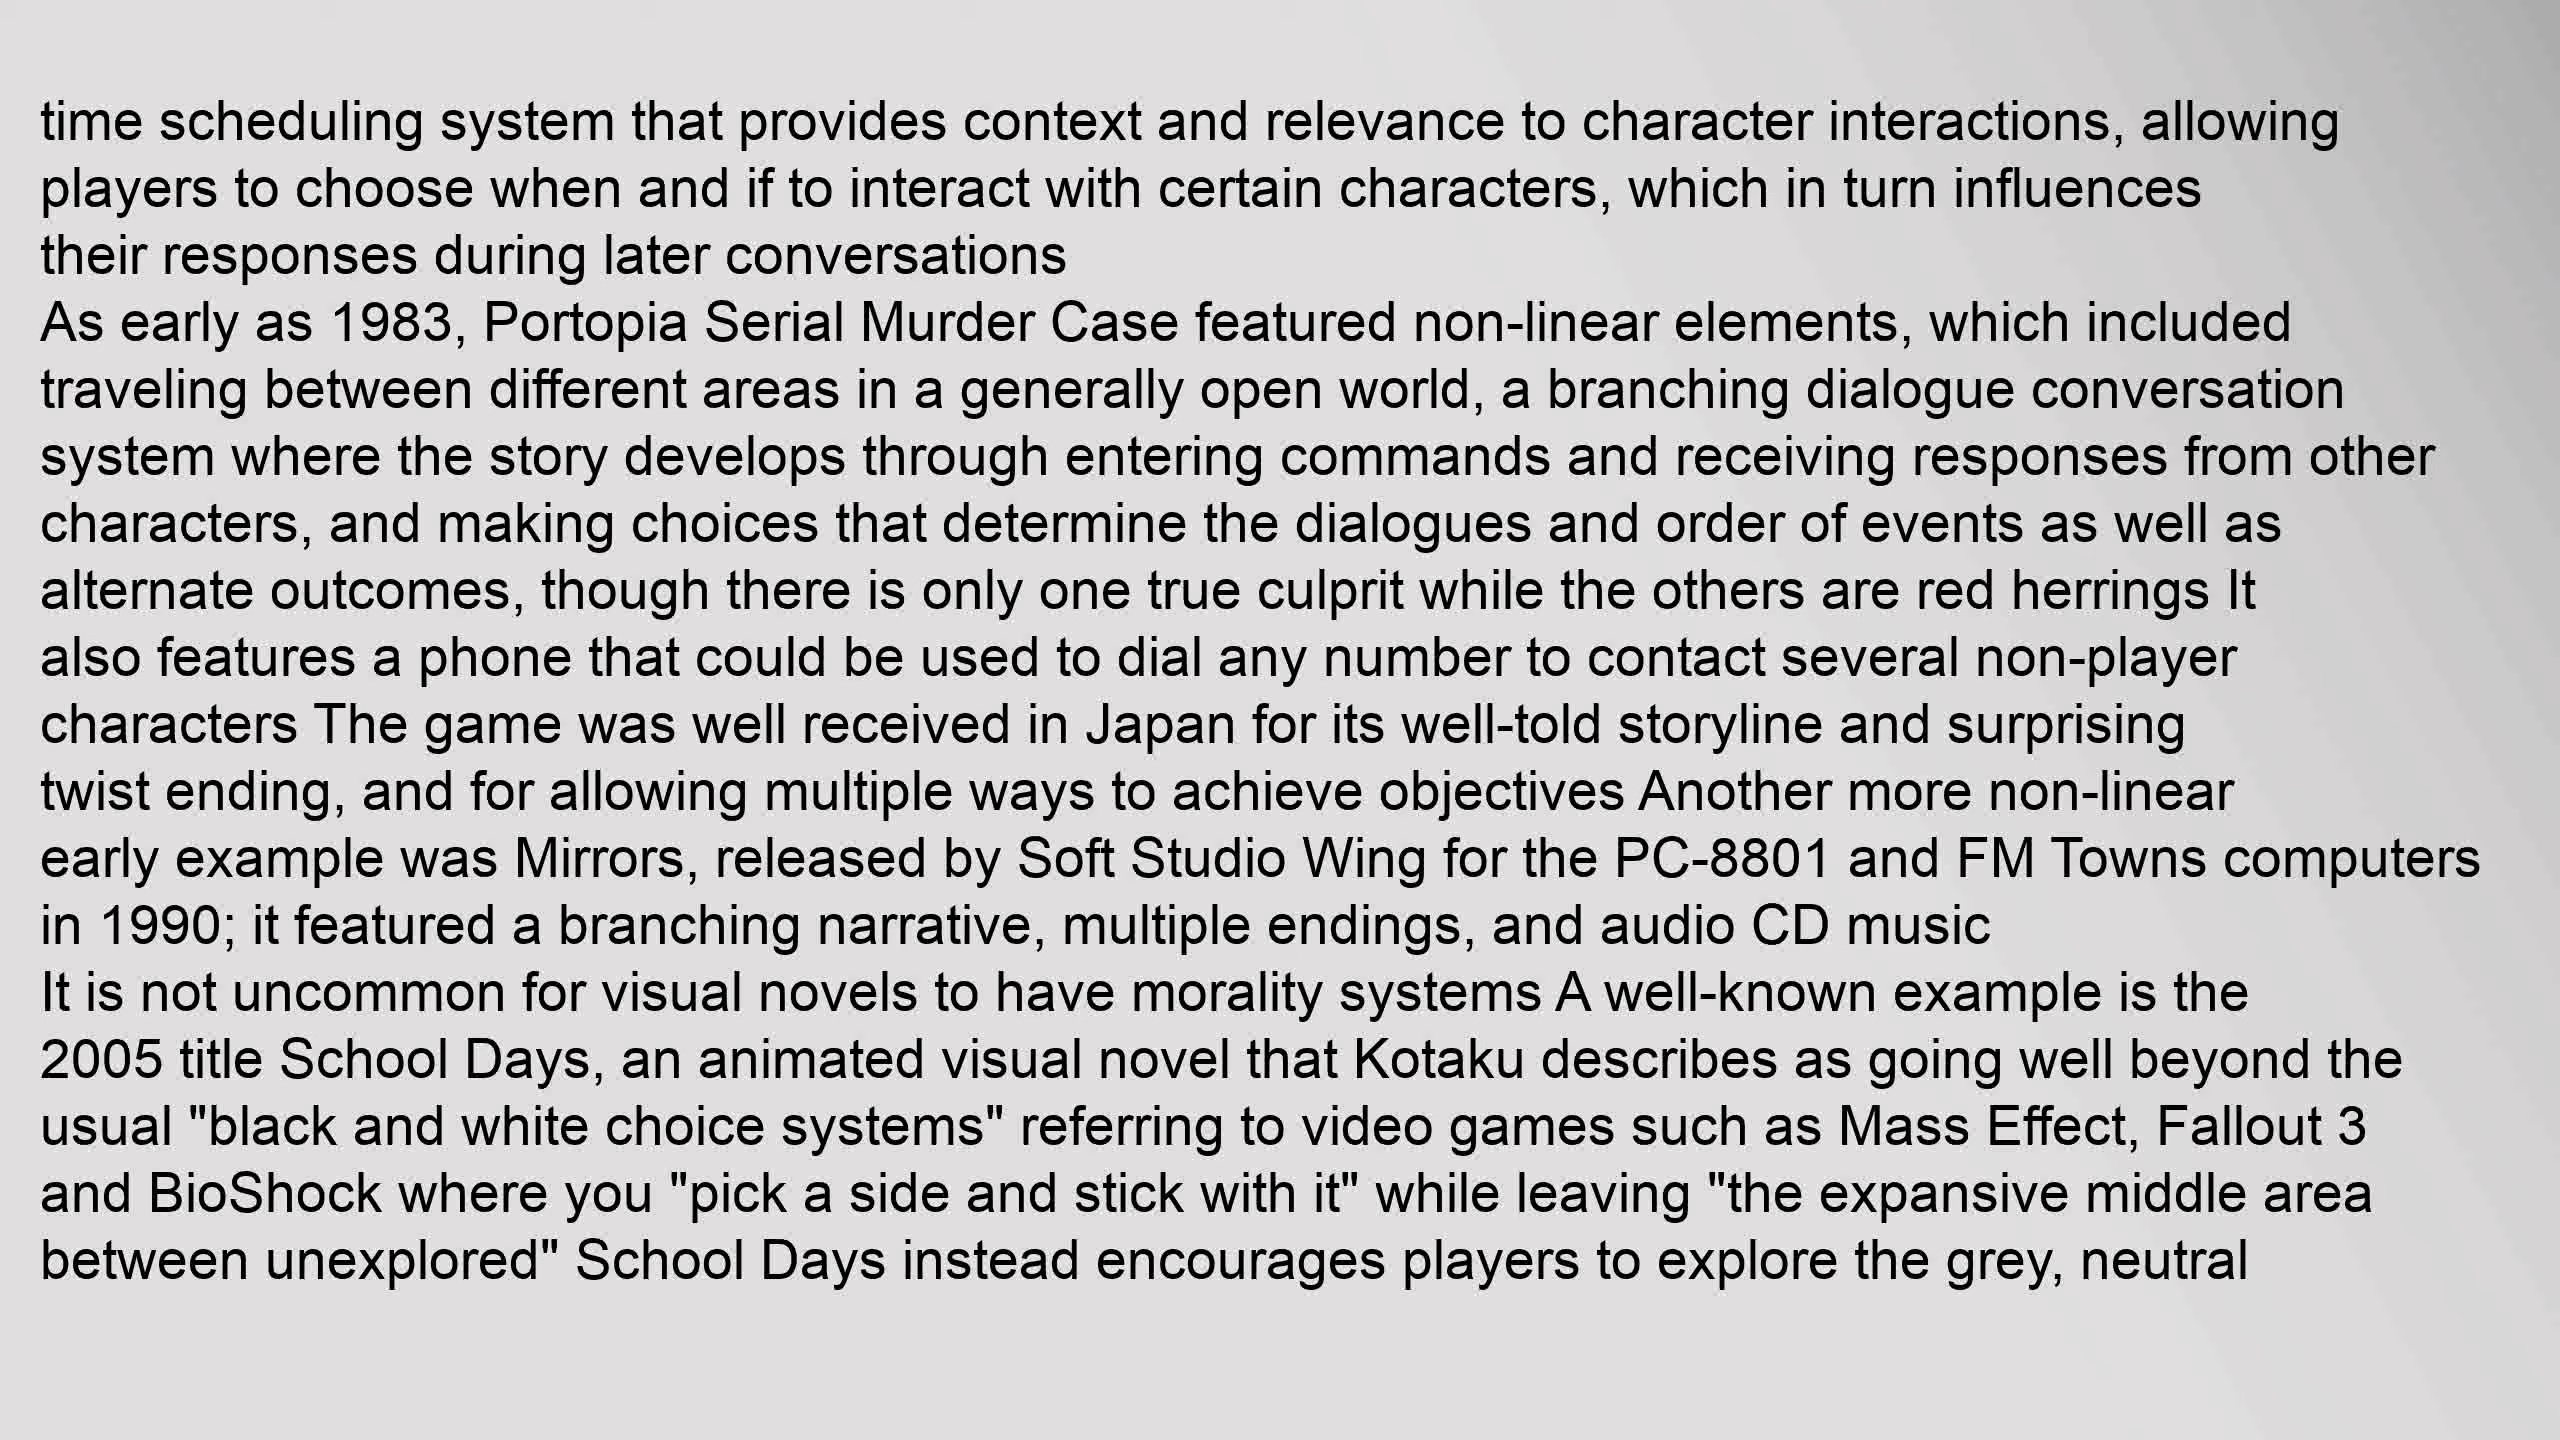 time scheduling system that provides context and relevance to character interactions, allowing
players to choose when and if to interact with certain characters, which in turn influences
their responses during later conversations
As early as 1983, Portopia Serial Murder Case featured non-linear elements, which included
traveling between different areas in a generally open world, a branching dialogue conversation
system where the story develops through entering commands and receiving responses from other
characters, and making choices that determine the dialogues and order of events as well as
alternate outcomes, though there is only one true culprit while the others are red herrings It
also features a phone that could be used to dial any number to contact several non-player
characters The game was well received in Japan for its well-told storyline and surprising
twist ending, and for allowing multiple ways to achieve objectives Another more non-linear
early example was Mirrors, released by Soft Studio Wing for the PC-8801 and FM Towns computers
in 1990; it featured a branching narrative, multiple endings, and audio CD music
It is not uncommon for visual novels to have morality systems A well-known example is the
2005 title School Days, an animated visual novel that Kotaku describes as going well beyond the
usual "black and white choice systems" referring to video games such as Mass Effect, Fallout 3
and BioShock where you "pick a side and stick with it" while leaving "the expansive middle area
between unexplored" School Days instead encourages players to explore the grey, neutral